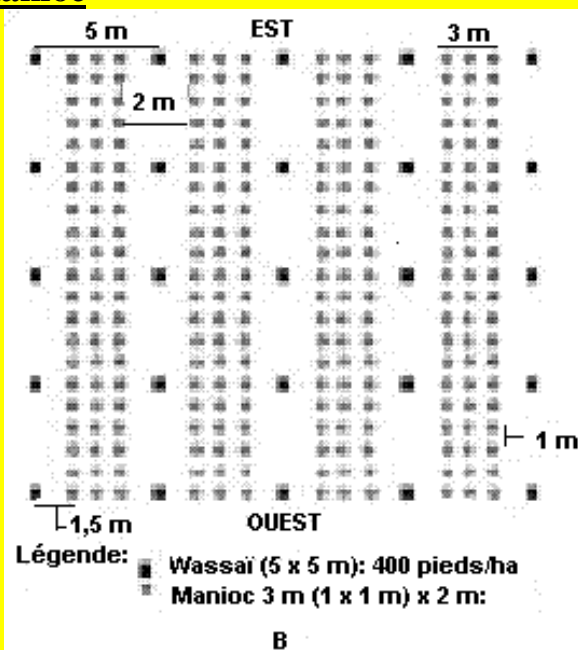 5 m
EST
3 m
2 m
1 m
1,5 m
OUEST
Légende:
Wassaï (5 x 5 m): 400 pieds/ha
Manioc 3 m (1 x 1 m) x 2 m:
B